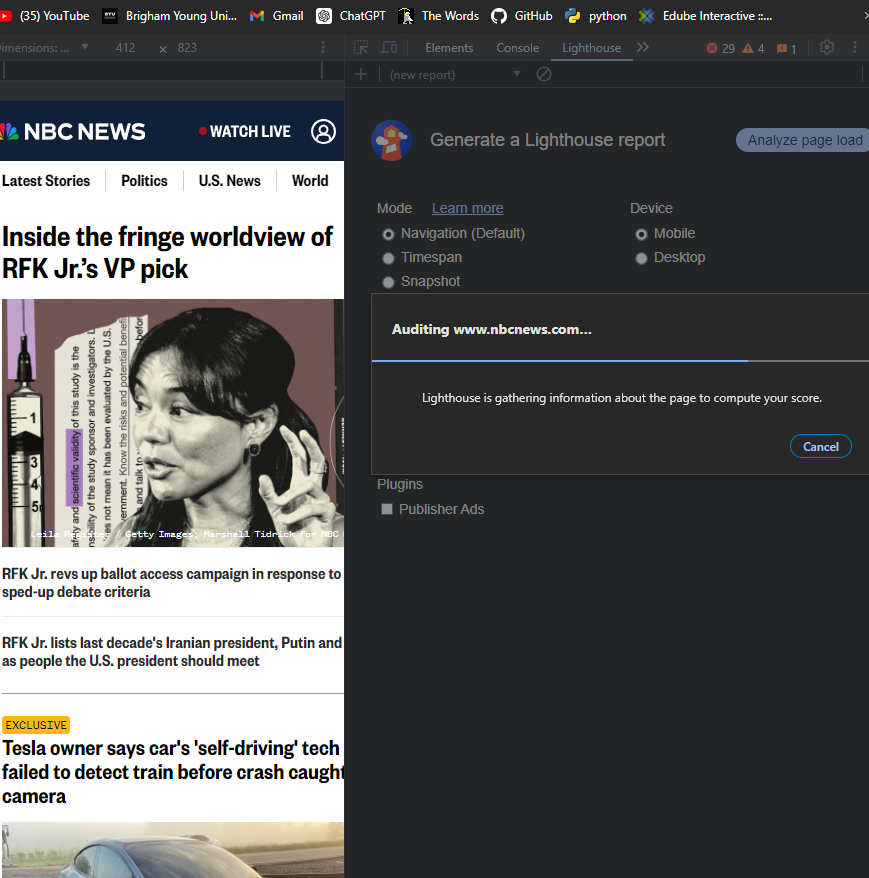 (35) YouTube
BYU Brigham Young Uni...
Gmail
ChatGPT
The Words
GitHub
python
Edube Interactive ::...
imensions: ...
412 × 823
Elements
Console
Lighthouse
29
4
1
(new report)
NBC NEWS
WATCH LIVE
Latest Stories
Politics
U.S. News
World
Inside the fringe worldview of
RFK Jr.’s VP pick
1
3
4
5
scientific validity of this study is the
sibility of the study sponsor and investigators.
es not mean it has been evaluated by the U.S.
ernment. Know the risks and potential benefi
and talk to
before
Leila Register / Getty Images; Marshall Tidrick for NBC
RFK Jr. revs up ballot access campaign in response to
sped-up debate criteria
RFK Jr. lists last decade's Iranian president, Putin and
as people the U.S. president should meet
EXCLUSIVE
Tesla owner says car's 'self-driving' tech
failed to detect train before crash caught
camera
Generate a Lighthouse report
Analyze page load
Mode
Learn more
Navigation (Default)
Timespan
Snapshot
Device
Mobile
Desktop
Auditing www.nbcnews.com...
Lighthouse is gathering information about the page to compute your score.
Cancel
Plugins
Publisher Ads